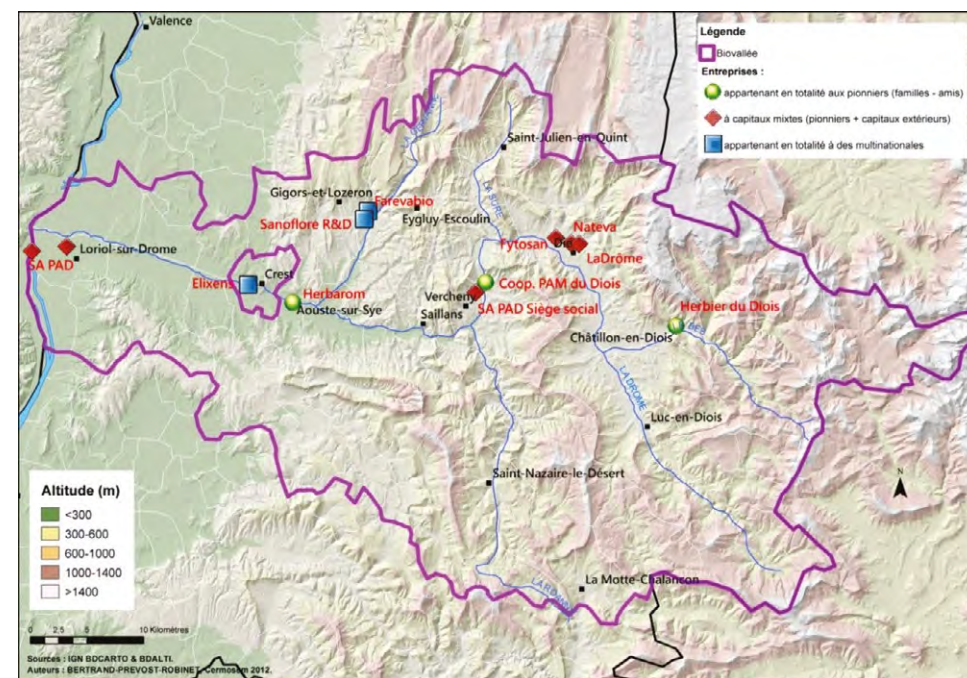 Valence
Légende
Biovallée
Entreprises :
appartenant en totalité aux pionniers (familles - amis)
à capitaux mixtes (pionniers + capitaux extérieurs)
appartenant en totalité à des multinationales
Saint-Julien-en-Quint
Gigors-et-Lozeron
Farevabio
Sanoflore R&D
Eygluy-Escoulin
Nateva
Fytosan
Die
LaDrôme
Loriol-sur-Drome
SA PAD
Elixens
Crest
Coop. PAM du Diois
Herbarom
Aouste-sur-Sye
Vercheny
SA PAD Siège social
Saillans
Herbier du Diois
Châtillon-en-Diois
LA DROME
Luc-en-Diois
Saint-Nazaire-le-Désert
N
Altitude (m)
<300
300-600
600-1000
1000-1400
>1400
La Motte-Chalancon
0 2.5 5 10 Kilomètres
Sources : IGN BDCARTO & BDALTI.
Auteurs : BERTRAND-PREVOST-ROBINET, Cermosem 2012.